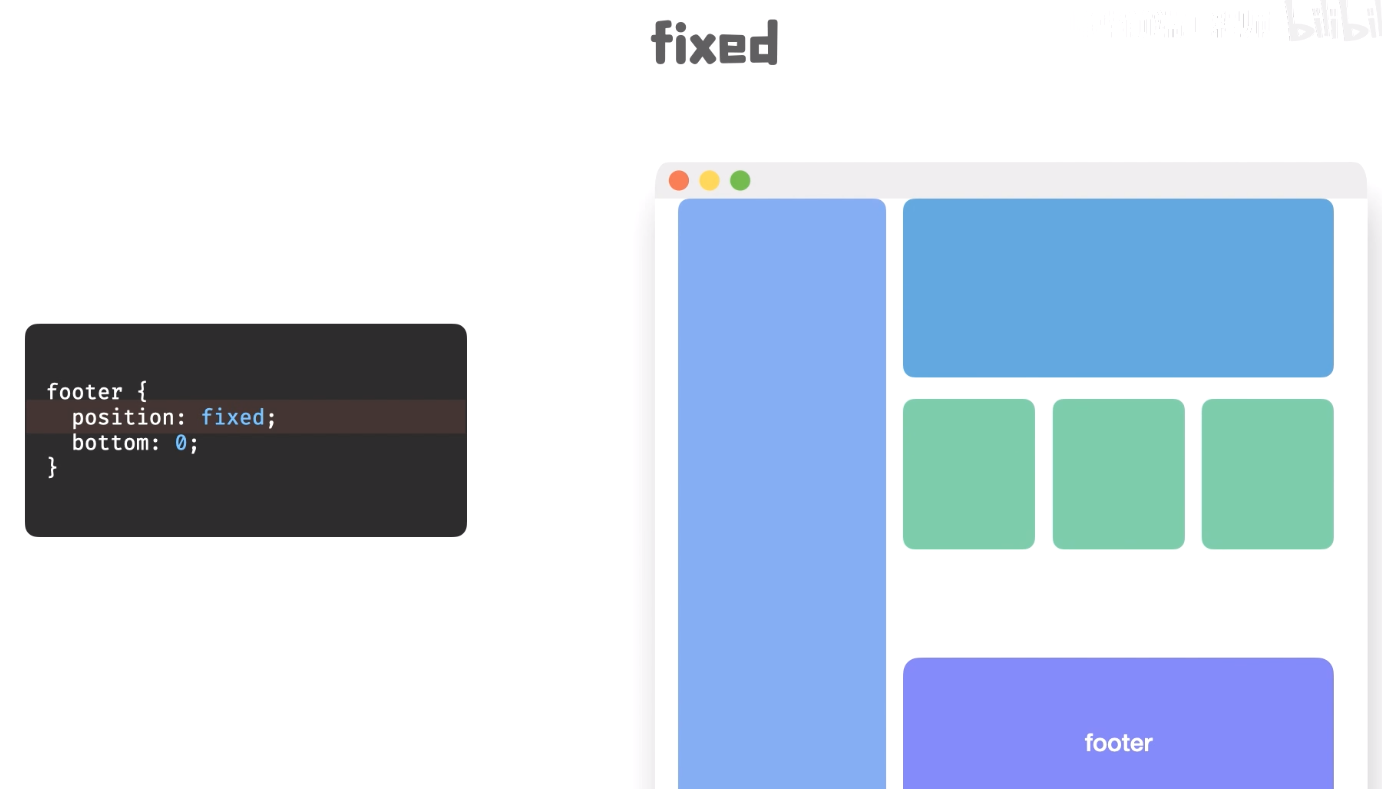 fixed
footer {
  position: fixed;
  bottom: 0;
}
footer